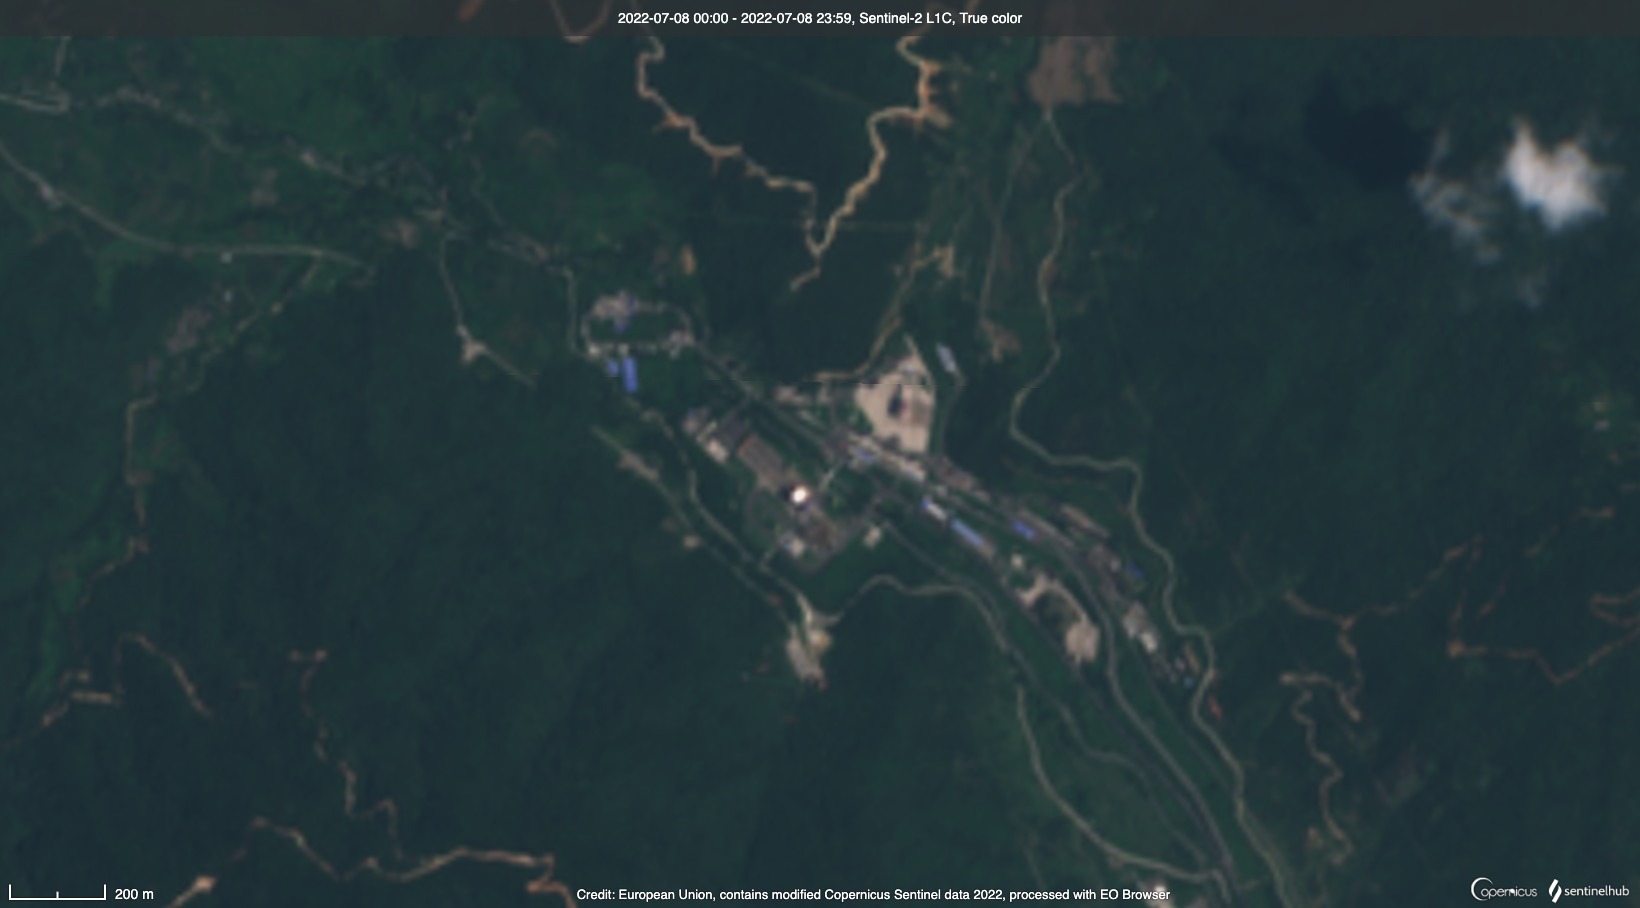 2022-07-08 00:00 - 2022-07-08 23:59, Sentinel-2 L1C, True color
200 m
Credit: European Union, contains modified Copernicus Sentinel data 2022, processed with EO Browser
Copernicus
sentinelhub